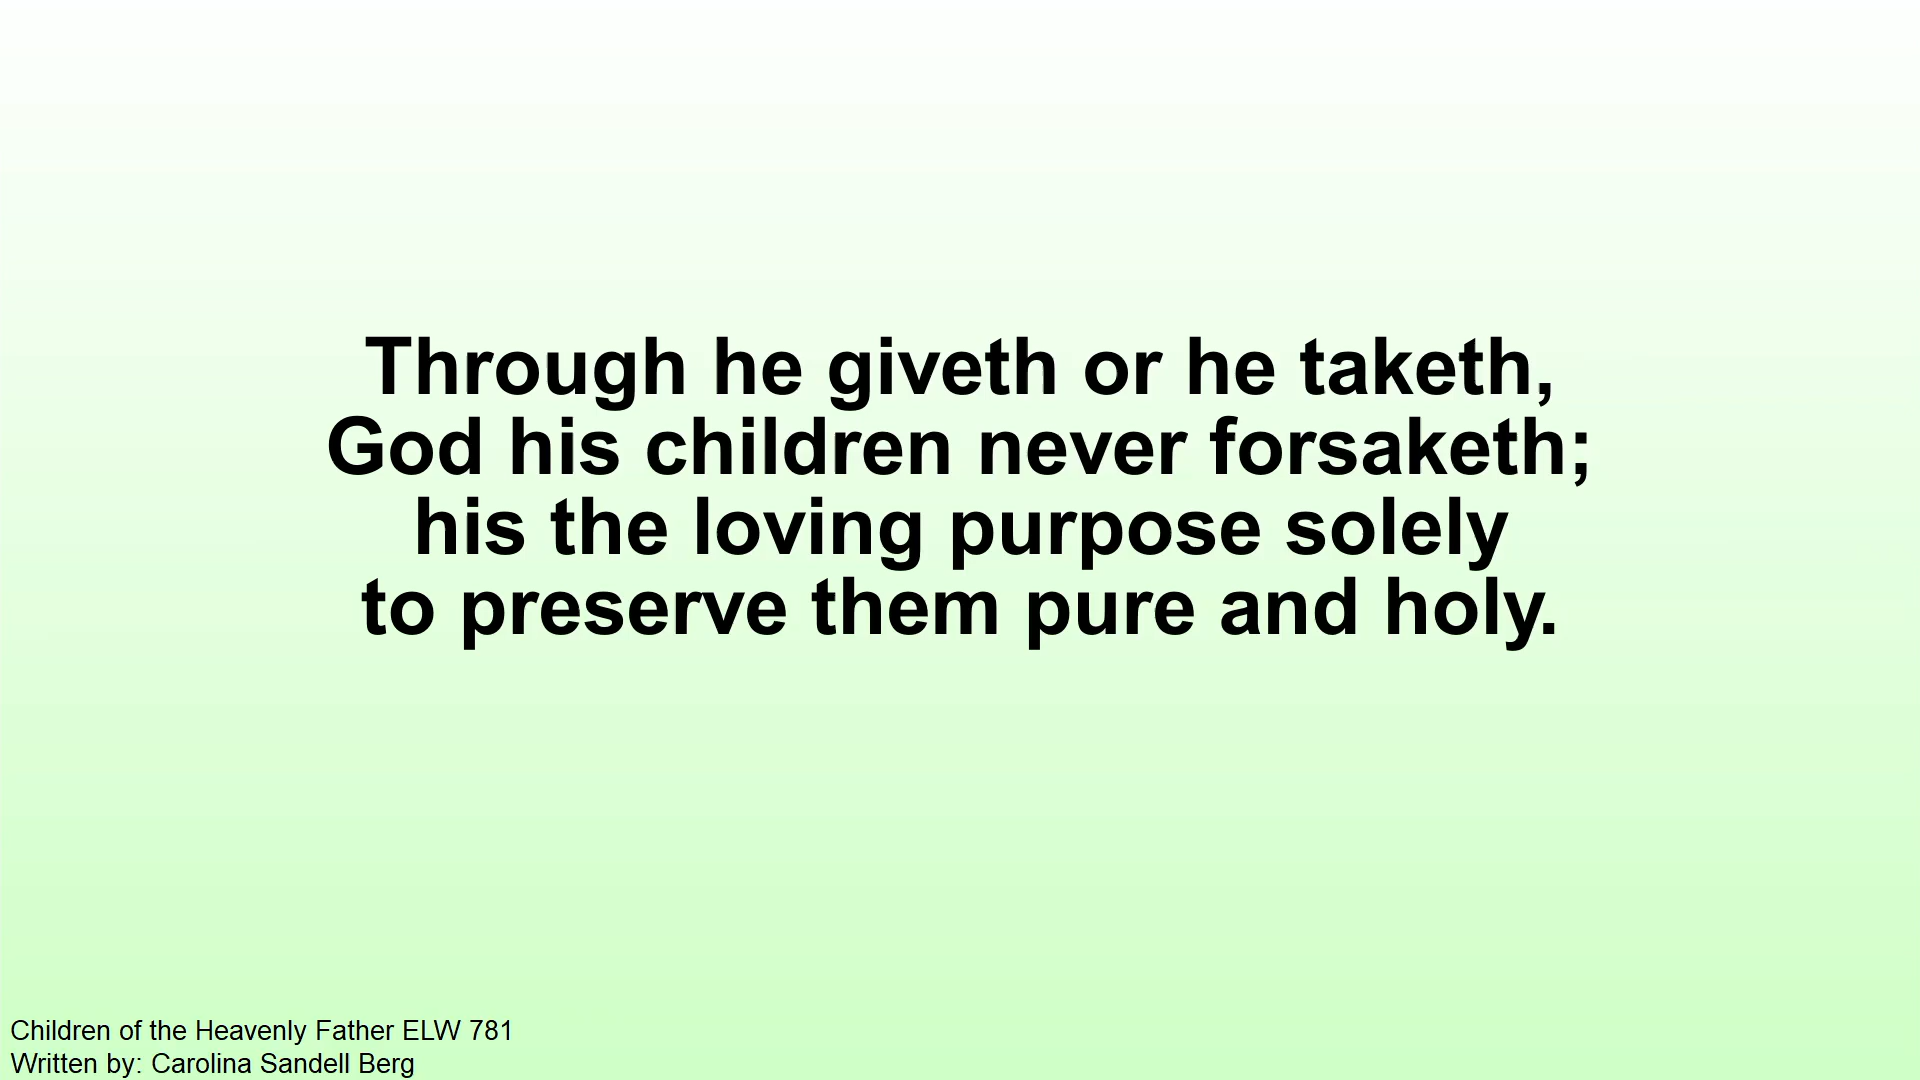 Through he giveth or he taketh,
God his children never forsaketh;
his the loving purpose solely
to preserve them pure and holy.
Children of the Heavenly Father ELW 781
Written by: Carolina Sandell Berg